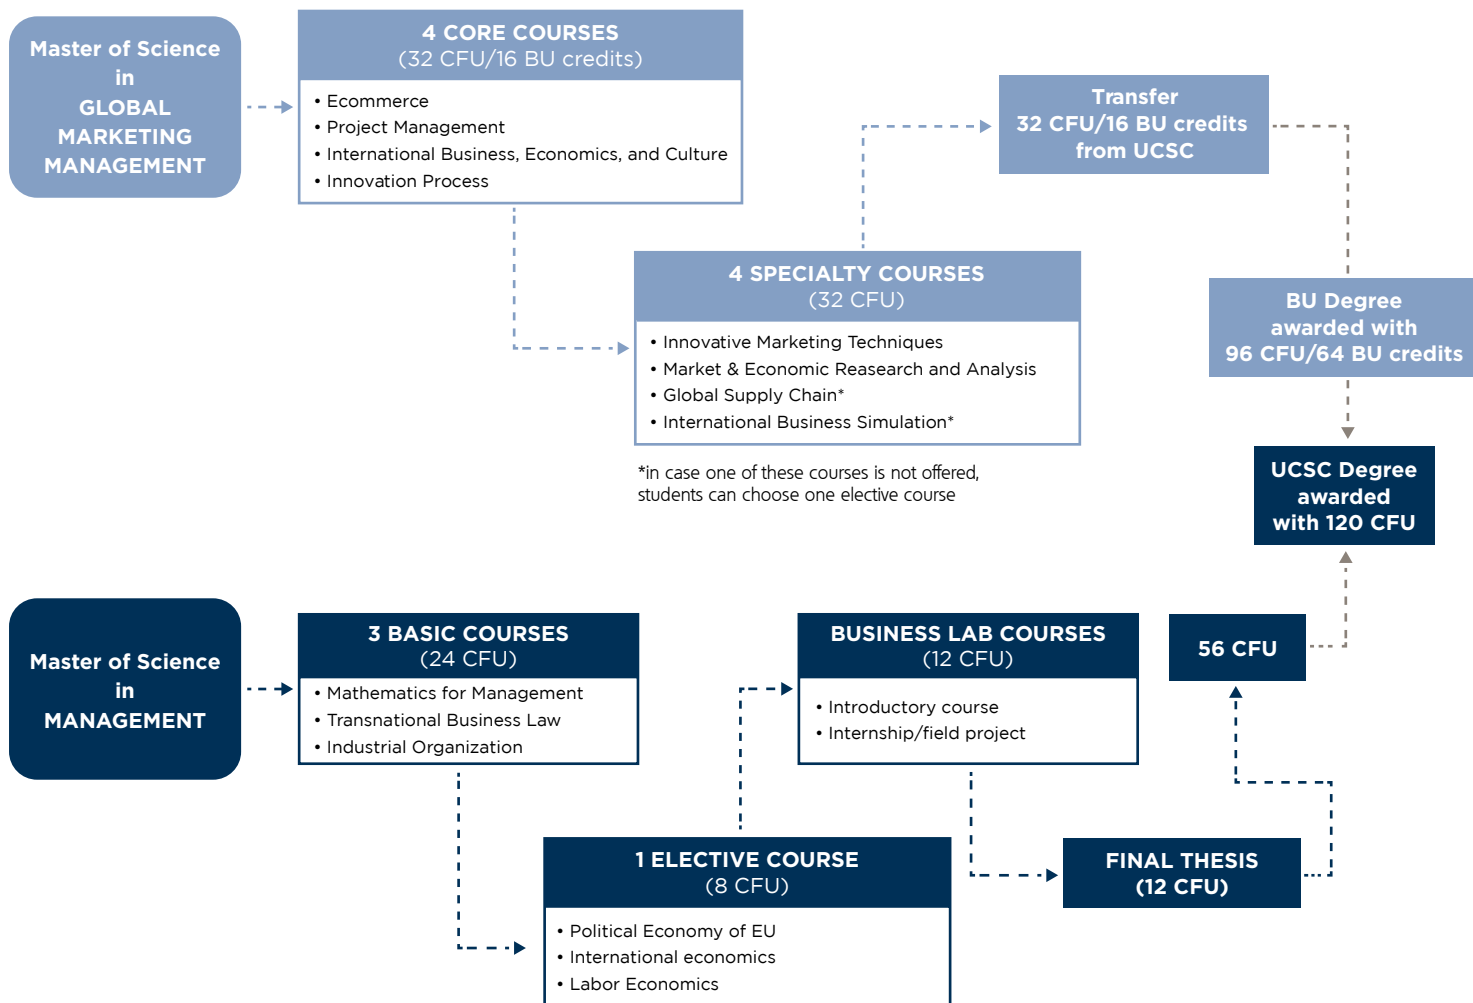 Master of Science
in
GLOBAL
MARKETING
MANAGEMENT
4 CORE COURSES
(32 CFU/16 BU credits)
• Ecommerce
• Project Management
• International Business, Economics, and Culture
• Innovation Process
Transfer
32 CFU/16 BU credits
from UCSC
4 SPECIALTY COURSES
(32 CFU)
• Innovative Marketing Techniques
• Market & Economic Reasearch and Analysis
• Global Supply Chain*
• International Business Simulation*
*in case one of these courses is not offered,
students can choose one elective course
BU Degree
awarded with
96 CFU/64 BU credits
UCSC Degree
awarded
with 120 CFU
Master of Science
in
MANAGEMENT
3 BASIC COURSES
(24 CFU)
• Mathematics for Management
• Transnational Business Law
• Industrial Organization
1 ELECTIVE COURSE
(8 CFU)
• Political Economy of EU
• International economics
• Labor Economics
BUSINESS LAB COURSES
(12 CFU)
• Introductory course
• Internship/field project
FINAL THESIS
(12 CFU)
56 CFU